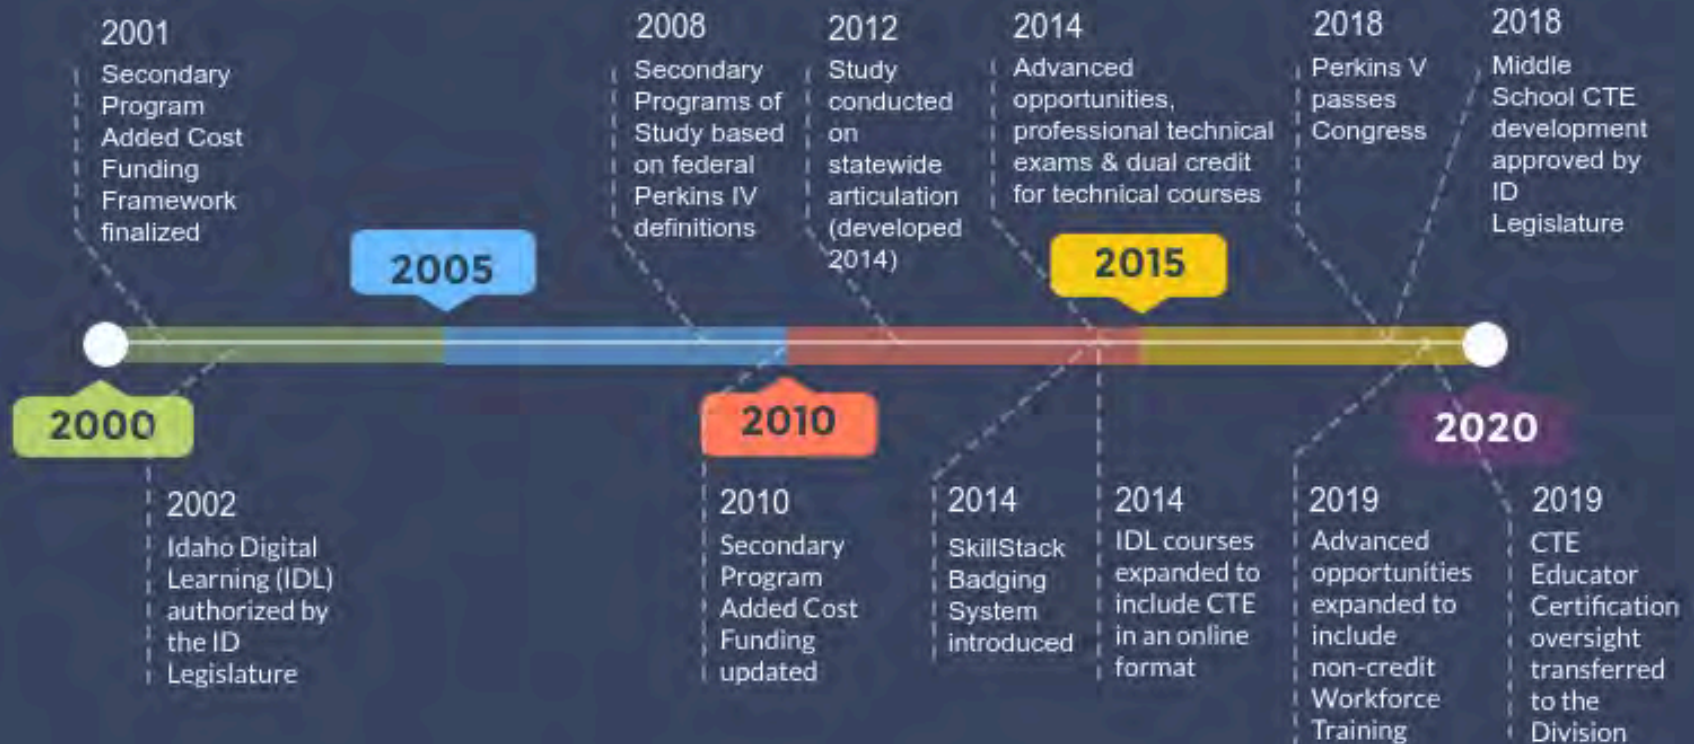 2001
Secondary
Program
Added Cost
Funding
Framework
finalized
2008
Secondary
Programs of
Study based
on federal
Perkins IV
definitions
2012
Study
conducted
on
statewide
articulation
(developed
2014)
2014
Advanced
opportunities,
professional technical
exams & dual credit
for technical courses
2018
Perkins V
passes
Congress
2018
Middle
School CTE
development
approved by
ID
Legislature
2005
2015
2000
2010
2020
2002
Idaho Digital
Learning (IDL)
authorized by
the ID
Legislature
2010
Secondary
Program
Added Cost
Funding
updated
2014
SkillStack
Badging
System
introduced
2014
IDL courses
expanded to
include CTE
in an online
format
2019
Advanced
opportunities
expanded to
include
non-credit
Workforce
Training
2019
CTE
Educator
Certification
oversight
transferred
to the
Division